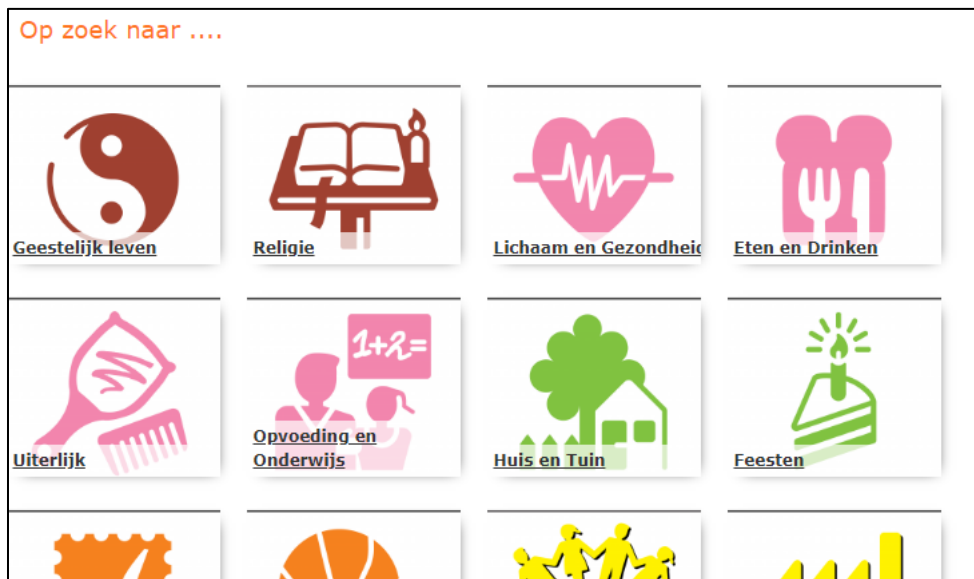 Op zoek naar ....
Geestelijk leven
Religie
Lichaam en Gezondheid
Eten en Drinken
1+2=
Uiterlijk
Opvoeding en
Onderwijs
Huis en Tuin
Feesten